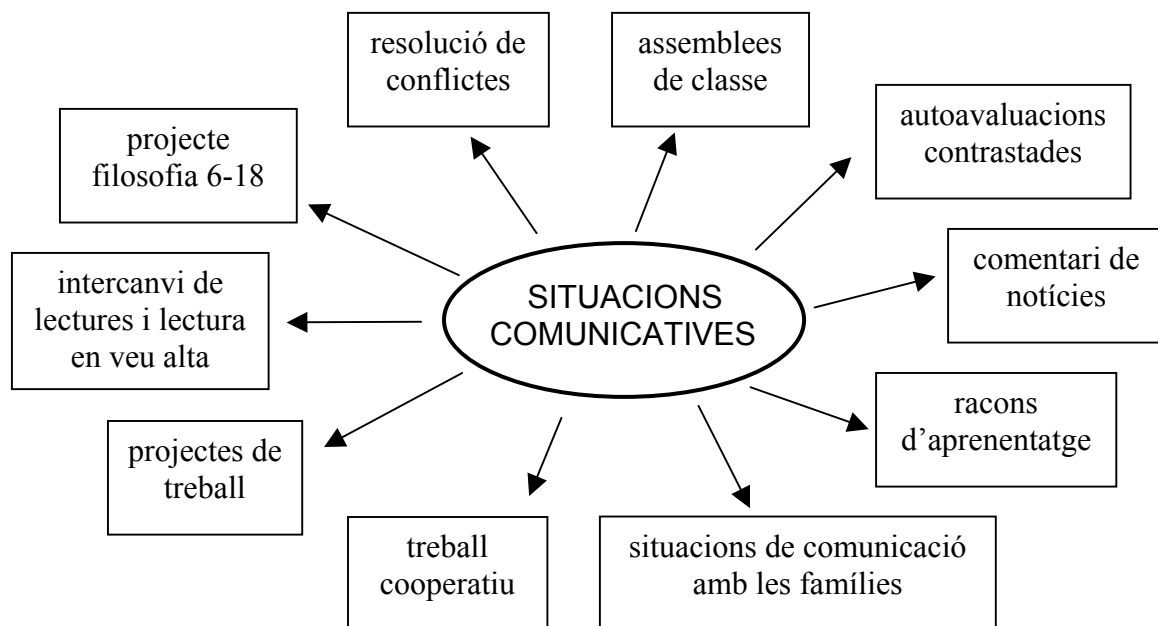 resolució de
conflictes
assemblees
de classe
autoavaluacions
contrastades
projecte
filosofia 6-18
comentari de
notícies
intercanvi de
lectures i lectura
en veu alta
SITUACIONS
COMUNICATIVES
racons
d’aprenentatge
projectes de
treball
treball
cooperatiu
situacions de comunicació
amb les famílies